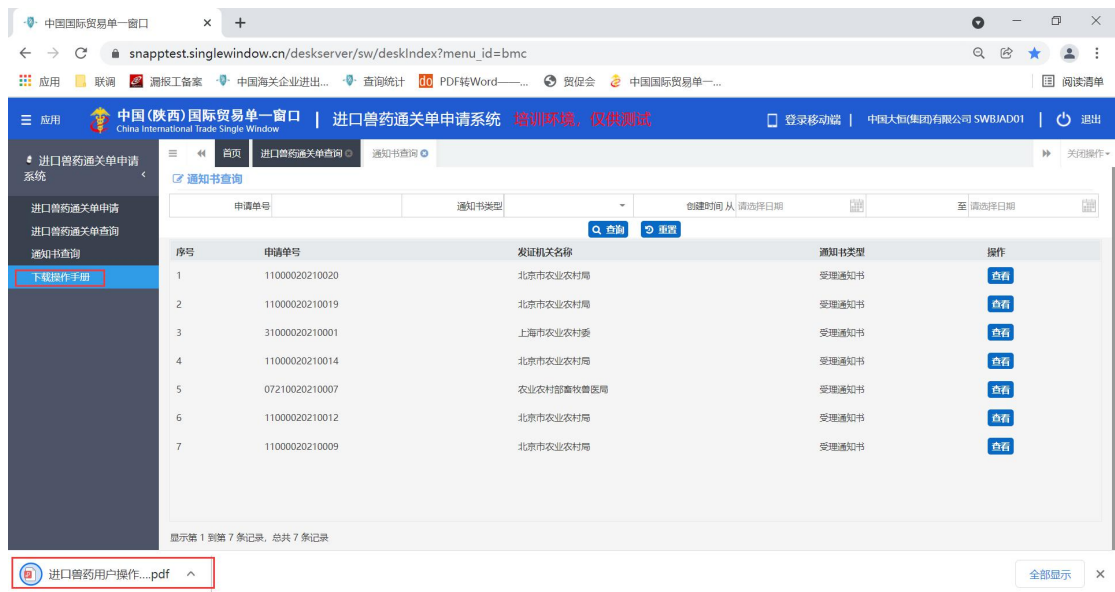 中国国际贸易单一窗口
snapptest.singlewindow.cn/deskserver/sw/deskIndex?menu_id=bmc
应用 联调 漏报工备案 中国海关企业进出... 查询统计 do PDF转Word——... 贸促会 中国国际贸易单一... 阅读清单
应用 中国(陕西)国际贸易单一窗口 | 进口兽药通关单申请系统 培训环境，仅供测试 登录移动端 | 中国大恒(集团)有限公司 SWBJAD01 | 退出
China International Trade Single Window
进口兽药通关单申请系统
首页 进口兽药通关单查询 通知书查询 关闭操作
通知书查询
进口兽药通关单申请
进口兽药通关单查询
通知书查询
下载操作手册
申请单号 通知书类型 创建时间 从 请选择日期 至 请选择日期
查询 重置
序号 申请单号 发证机关名称 通知书类型 操作
1 11000020210020 北京市农业农村局 受理通知书 查看
2 11000020210019 北京市农业农村局 受理通知书 查看
3 31000020210001 上海市农业农村委 受理通知书 查看
4 11000020210014 北京市农业农村局 受理通知书 查看
5 07210020210007 农业农村部畜牧兽医局 受理通知书 查看
6 11000020210012 北京市农业农村局 受理通知书 查看
7 11000020210009 北京市农业农村局 受理通知书 查看
显示第 1 到第 7 条记录，总共 7 条记录
进口兽药用户操作....pdf 全部显示